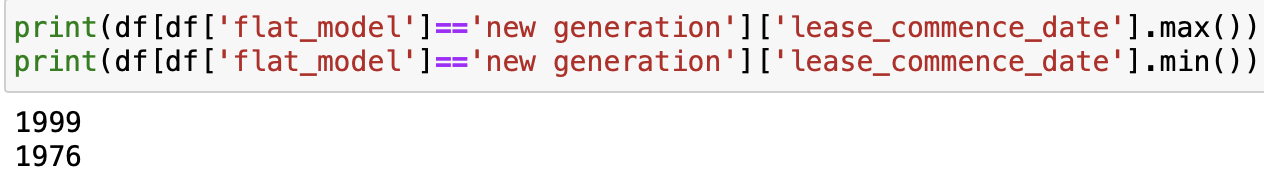 print(df[df['flat_model']=='new generation']['lease_commence_date'].max())
print(df[df['flat_model']=='new generation']['lease_commence_date'].min())
1999
1976